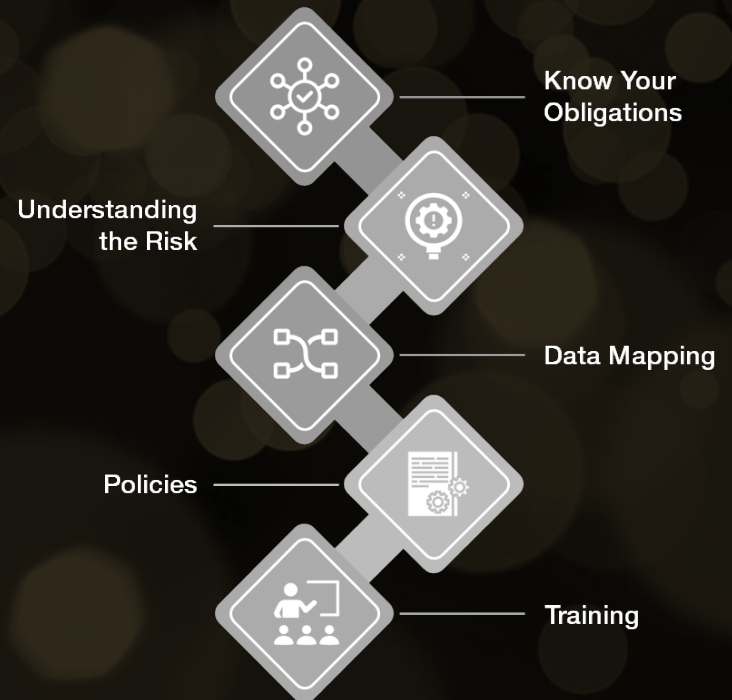 Know Your
Obligations
Understanding
the Risk
Data Mapping
Policies
Training